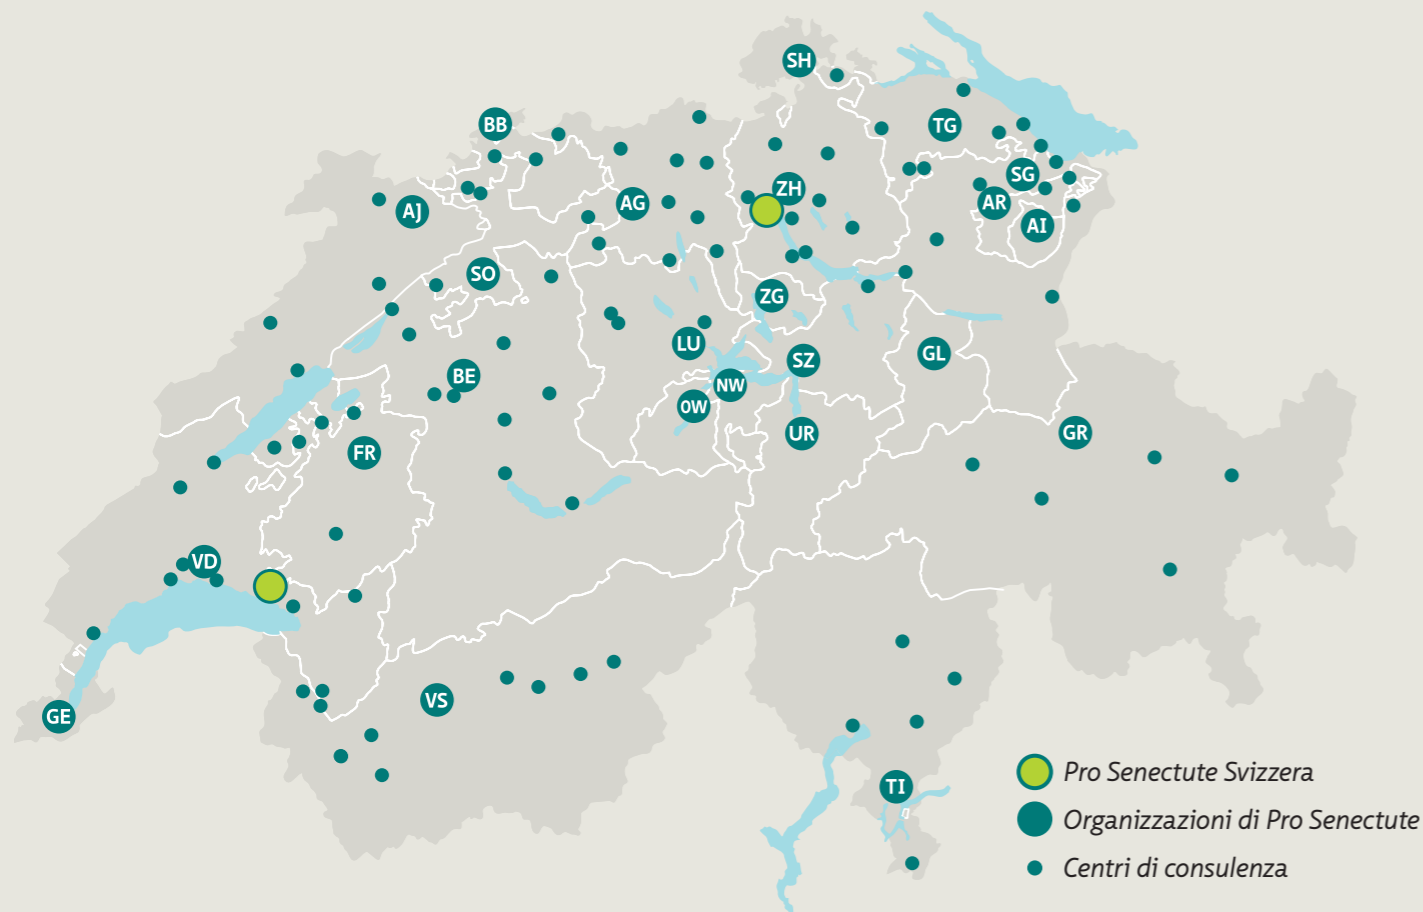 SH
BB
TG
SG
ZH
AG
AR
AJ
AI
SO
ZG
LU
GL
SZ
BE
NW
OW
UR
GR
FR
VD
VS
GE
Pro Senectute Svizzera
TI
Organizzazioni di Pro Senectute
Centri di consulenza